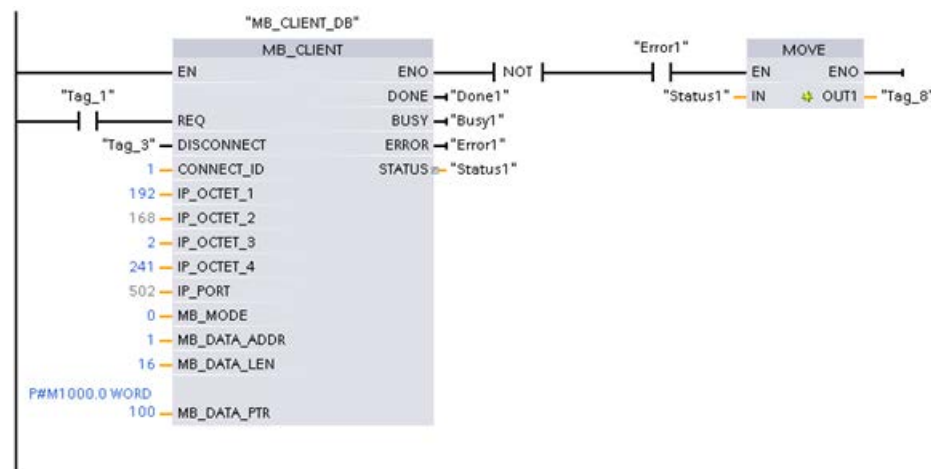 "MB_CLIENT_DB"
MB_CLIENT
"Error1"
MOVE
EN
ENO
NOT
EN
ENO
"Tag_1"
DONE
"Done1"
"Status1"
IN
OUT1
"Tag_8"
REQ
BUSY
"Busy1"
"Tag_3"
DISCONNECT
ERROR
"Error1"
1
CONNECT_ID
STATUS
"Status1"
192
IP_OCTET_1
168
IP_OCTET_2
2
IP_OCTET_3
241
IP_OCTET_4
502
IP_PORT
0
MB_MODE
1
MB_DATA_ADDR
16
MB_DATA_LEN
P#M1000.0 WORD
100
MB_DATA_PTR